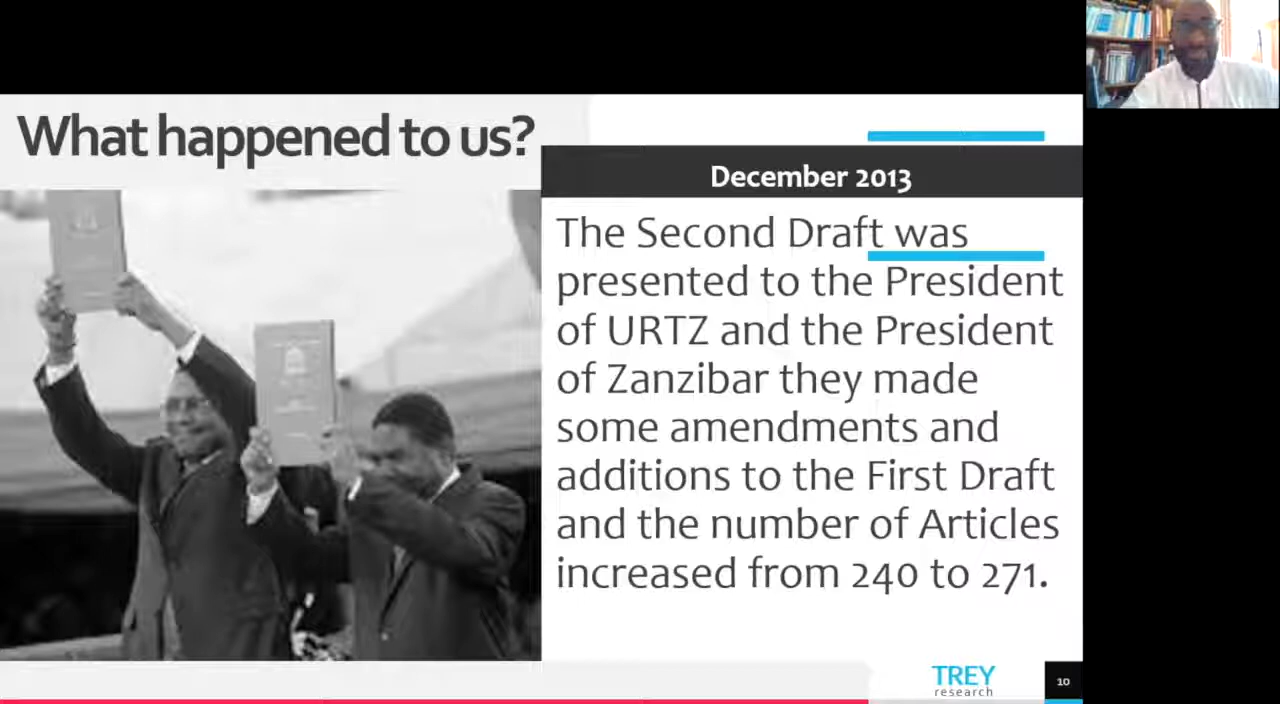 What happened to us?
December 2013
The Second Draft was
presented to the President
of URTZ and the President
of Zanzibar they made
some amendments and
additions to the First Draft
and the number of Articles
increased from 240 to 271.
TREY
research
10